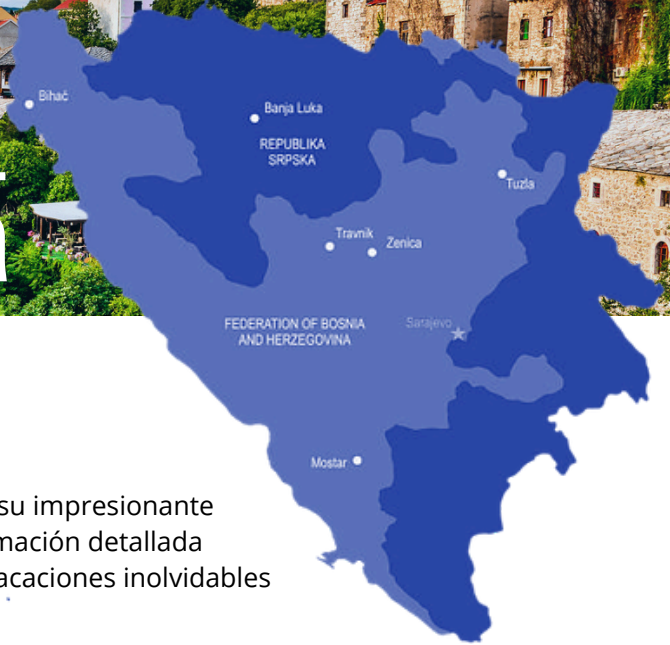 Bihać
Banja Luka
REPUBLIKA
SRPSKA
Tuzla
Travnik
Zenica
FEDERATION OF BOSNIA
AND HERZEGOVINA
Sarajevo
Mostar
su impresionante
mación detallada
acaciones inolvidables